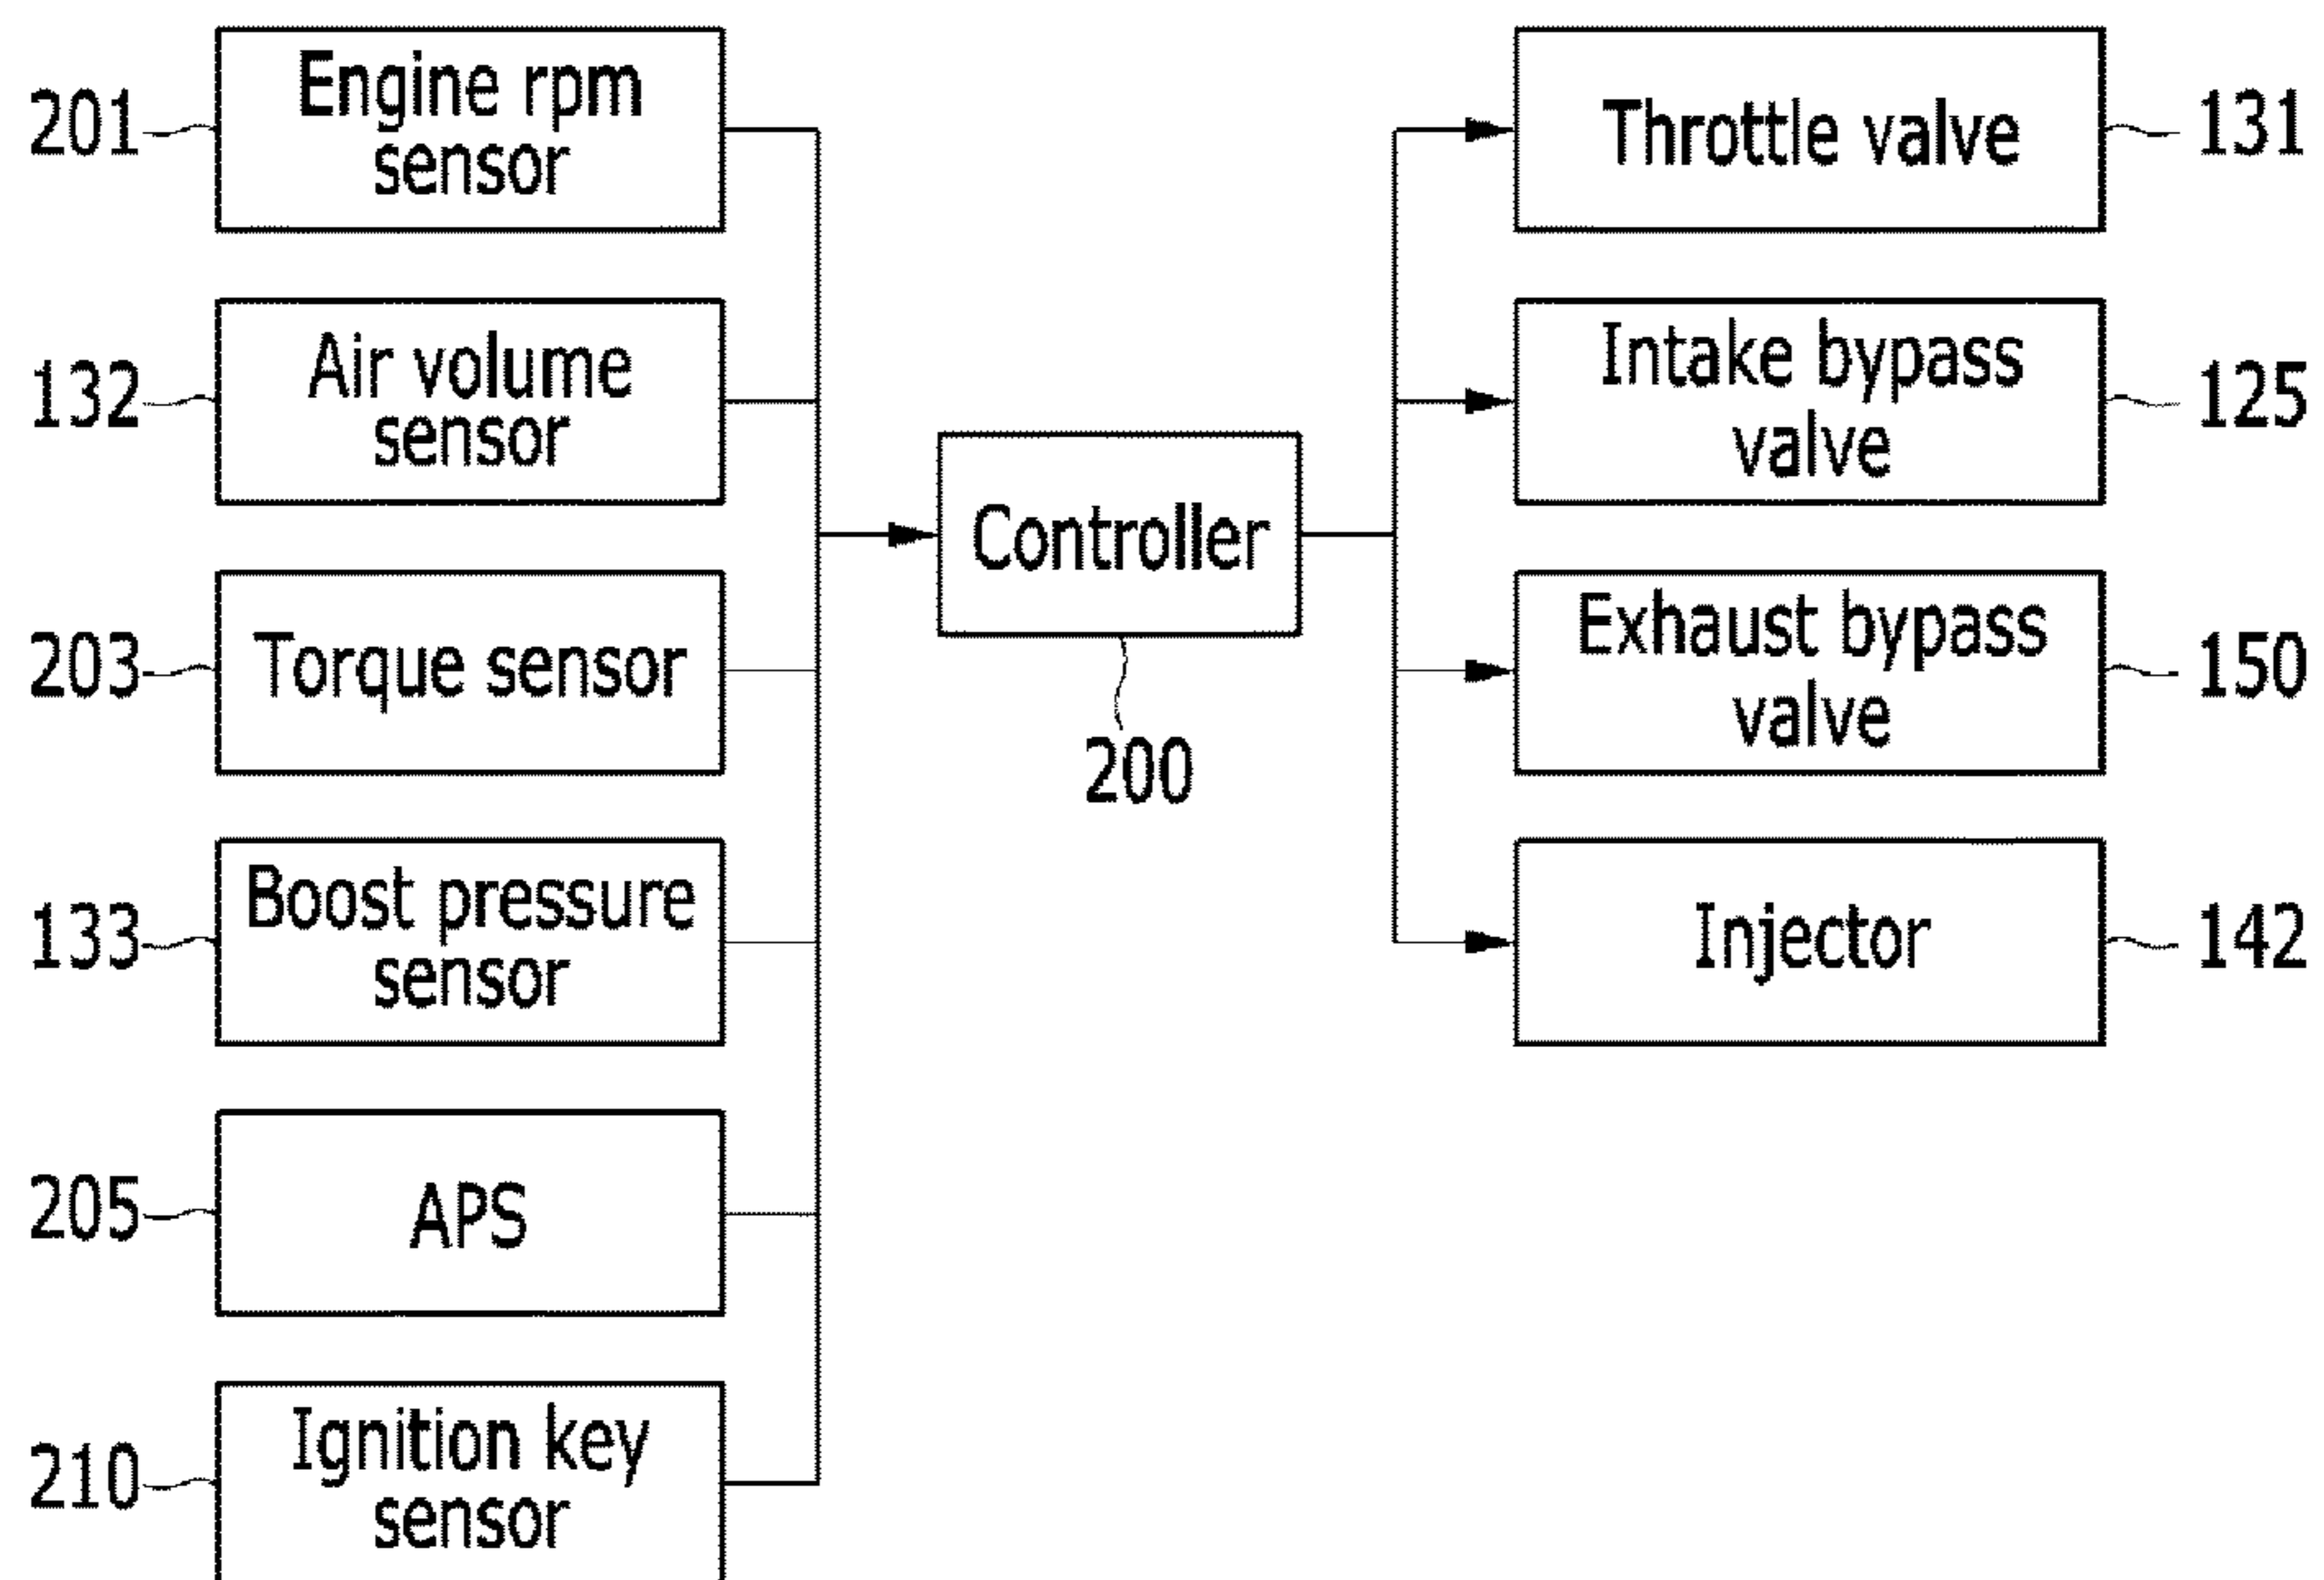 201
Engine rpm
sensor
132
Air volume
sensor
203
Torque sensor
133
Boost pressure
sensor
205
APS
210
Ignition key
sensor
Controller
200
Throttle valve
131
Intake bypass
valve
125
Exhaust bypass
valve
150
Injector
142